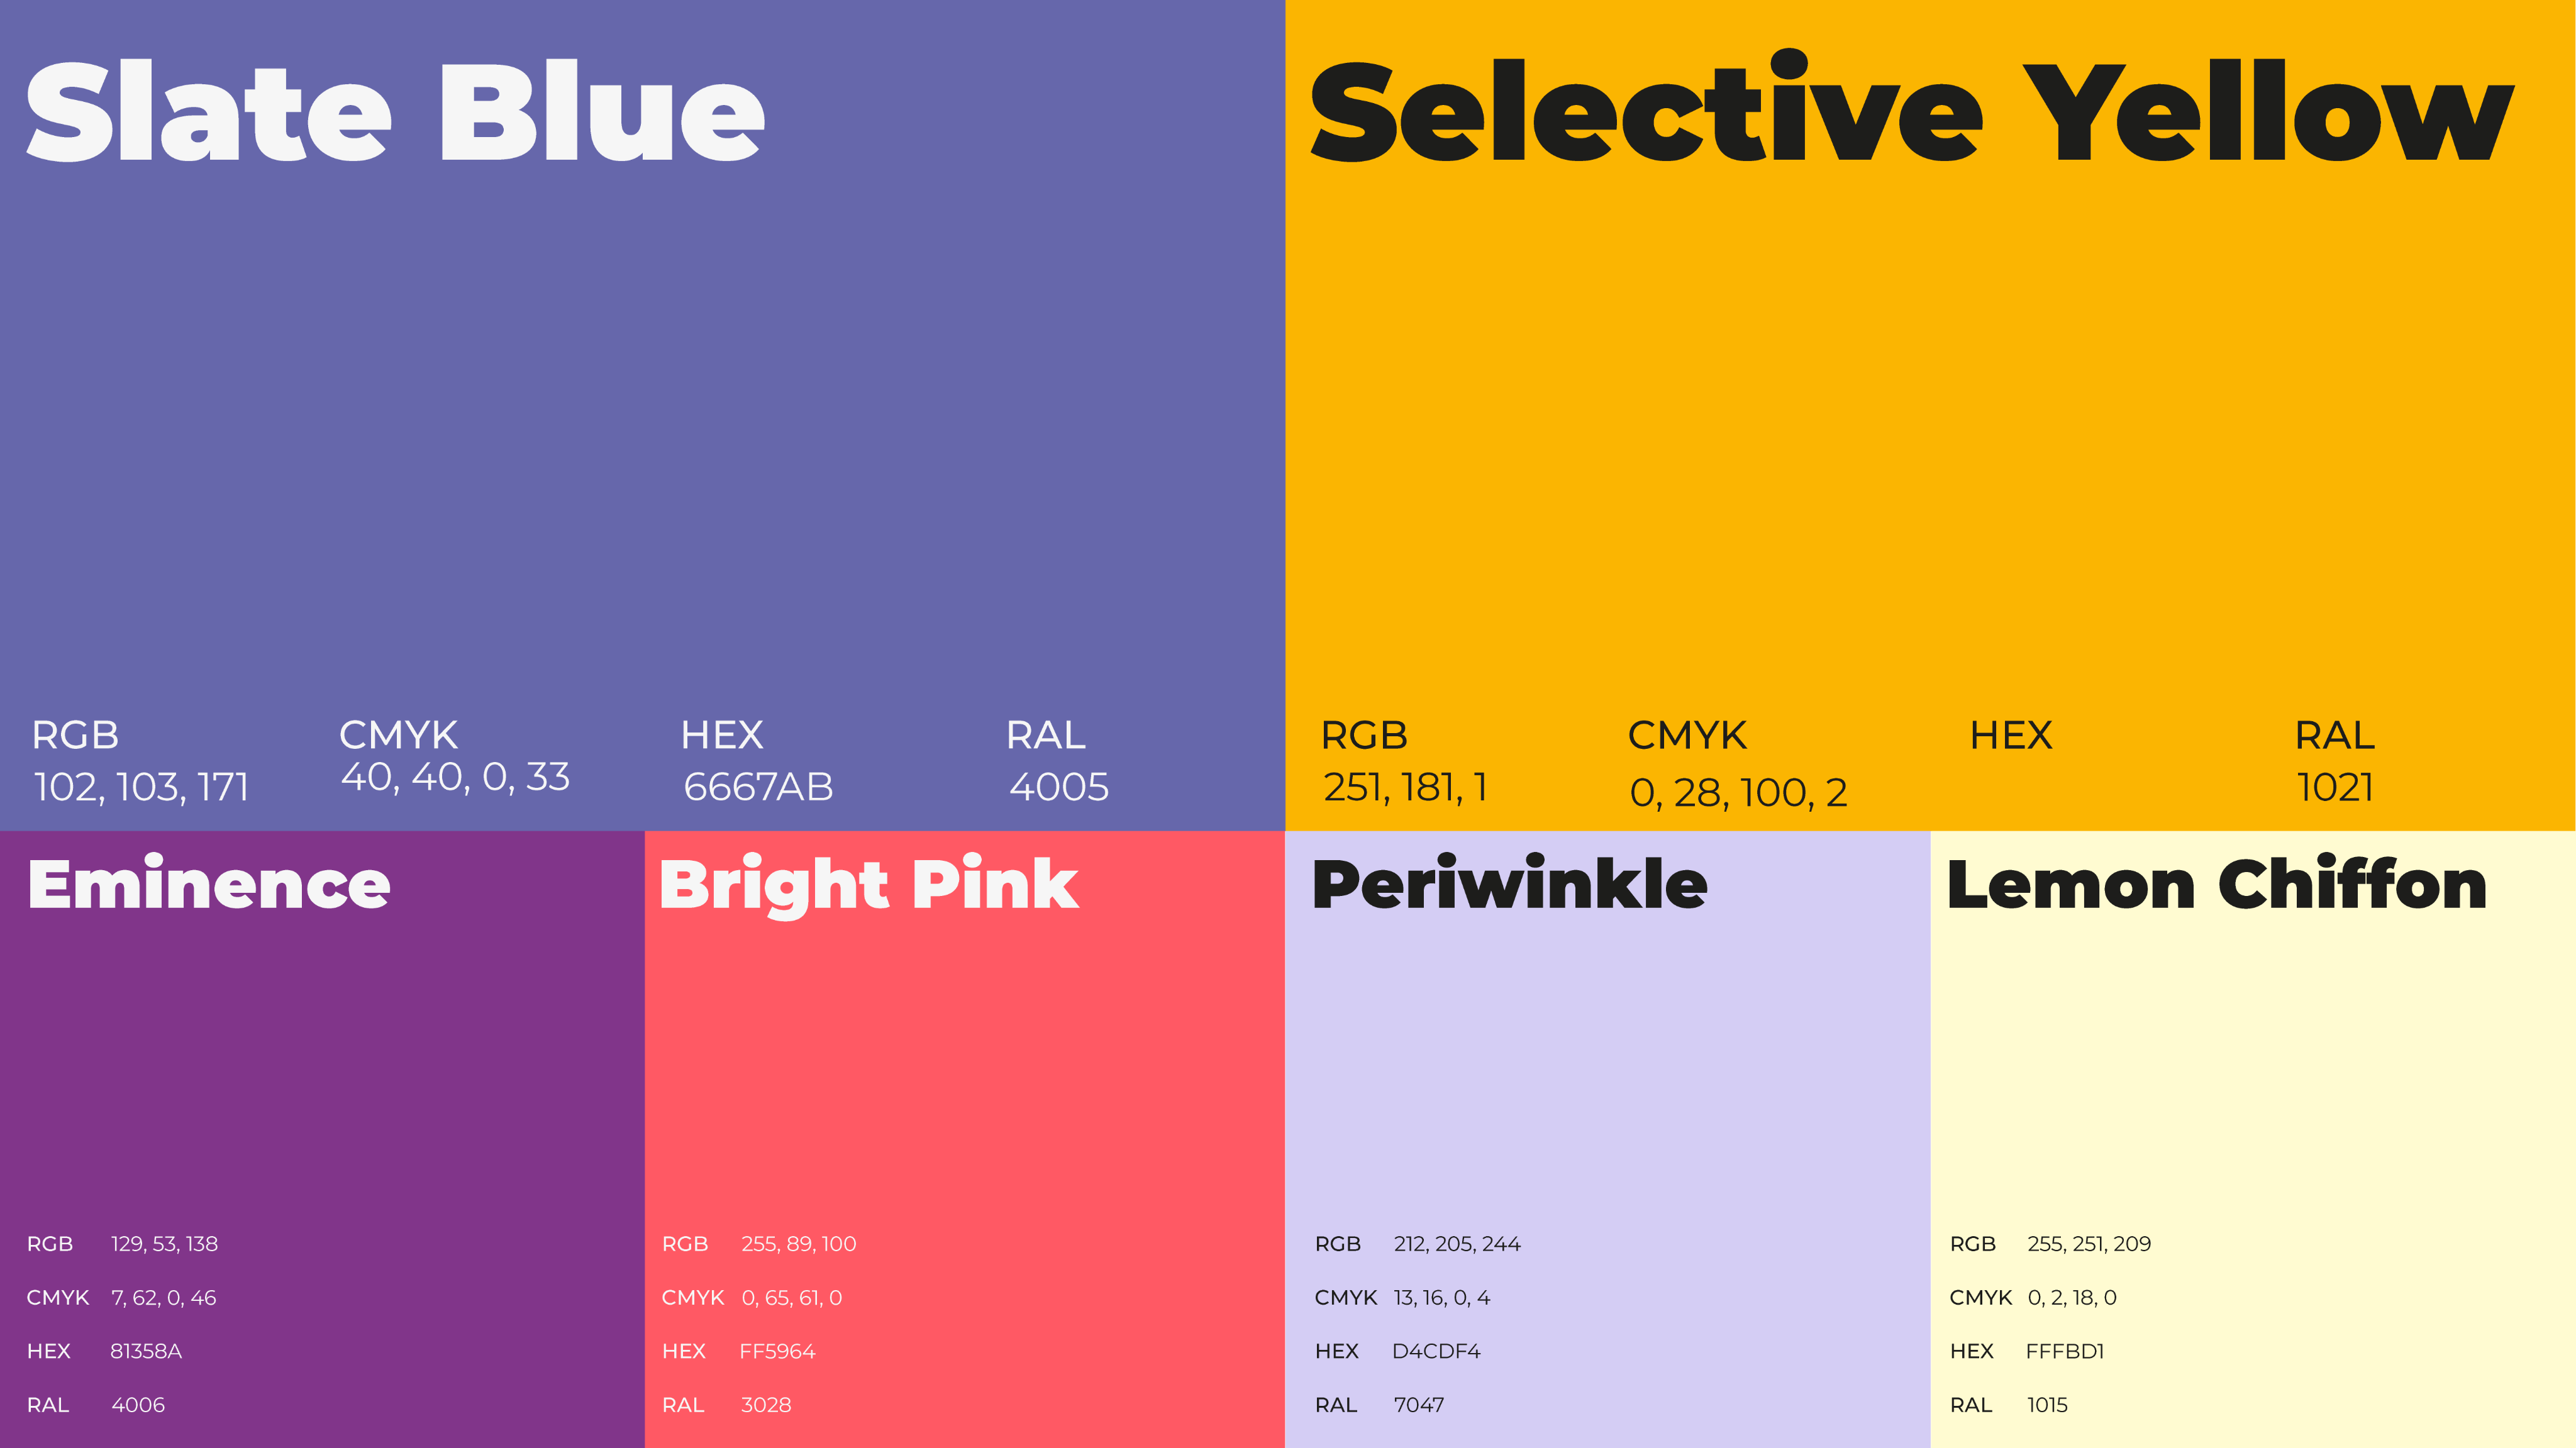 Slate Blue
RGB
102, 103, 171
CMYK
40, 40, 0, 33
HEX
6667AB
RAL
4005
Selective Yellow
RGB
251, 181, 1
CMYK
0, 28, 100, 2
HEX
RAL
1021
Eminence
RGB 129, 53, 138
CMYK 7, 62, 0, 46
HEX 81358A
RAL 4006
Bright Pink
RGB 255, 89, 100
CMYK 0, 65, 61, 0
HEX FF5964
RAL 3028
Periwinkle
RGB 212, 205, 244
CMYK 13, 16, 0, 4
HEX D4CDF4
RAL 7047
Lemon Chiffon
RGB 255, 251, 209
CMYK 0, 2, 18, 0
HEX FFFBD1
RAL 1015